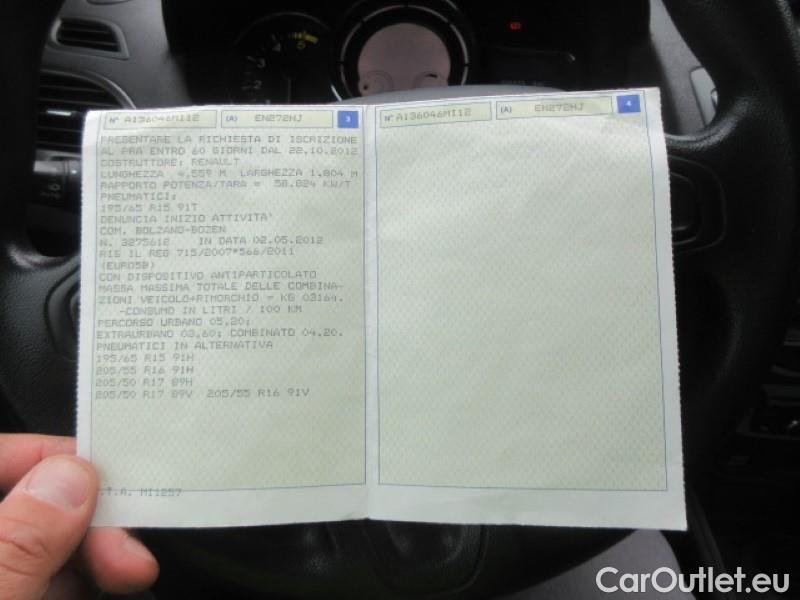 N° A136046MI12 (A) EN272HJ 3
PRESENTARE LA RICHIESTA DI ISCRIZIONE
AL PRA ENTRO 60 GIORNI DAL 22.10.2012
COSTRUTTORE: RENAULT
LUNGHEZZA 4,559 M LARGHEZZA 1,804 M
RAPPORTO POTENZA/TARA = 58.824 KW/T
PNEUMATICI:
195/65 R15 91T
DENUNCIA INIZIO ATTIVITA'
COM. BOLZANO-BOZEN
N. 3275612 IN DATA 02.05.2012
RIS IL REG 715/2007*566/2011
(EURO5B)
CON DISPOSITIVO ANTIPARTICOLATO
MASSA MASSIMA TOTALE DELLE COMBINA-
ZIONI VEICOLO+RIMORCHIO = KG 03164.
-CONSUMO IN LITRI / 100 KM
PERCORSO URBANO 05,20;
EXTRAURBANO 03,60; COMBINATO 04,20.
PNEUMATICI IN ALTERNATIVA
195/65 R15 91H
205/55 R16 91H
205/50 R17 89H
205/50 R17 89V 205/55 R16 91V
.T.A. MI1257
N° A136046MI12 (A) EN272HJ 4
CarOutlet.eu